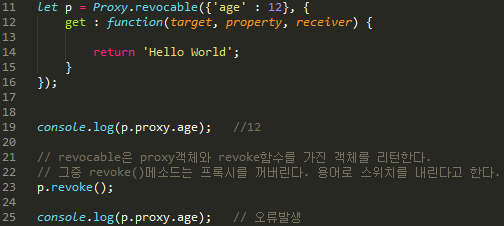 11 let p = Proxy.revocable({'age' : 12}, {
12 get : function(target, property, receiver) {
13
14 return 'Hello World';
15 }
16 });
17
18
19 console.log(p.proxy.age); //12
20
21 // revocable은 proxy객체와 revoke함수를 가진 객체를 리턴한다.
22 // 그중 revoke()메소드는 프록시를 꺼버린다. 용어로 스위치를 내린다고 한다.
23 p.revoke();
24
25 console.log(p.proxy.age); // 오류발생